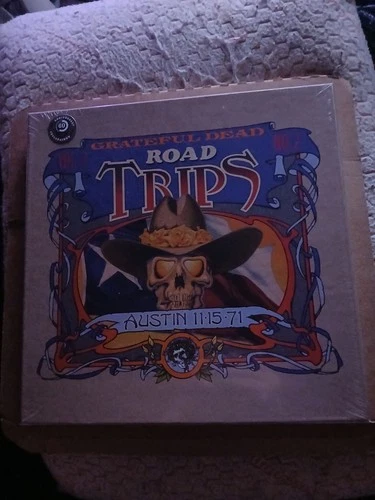 GRATEFUL DEAD
ROAD
TRIPS
AUSTIN 11·15·71